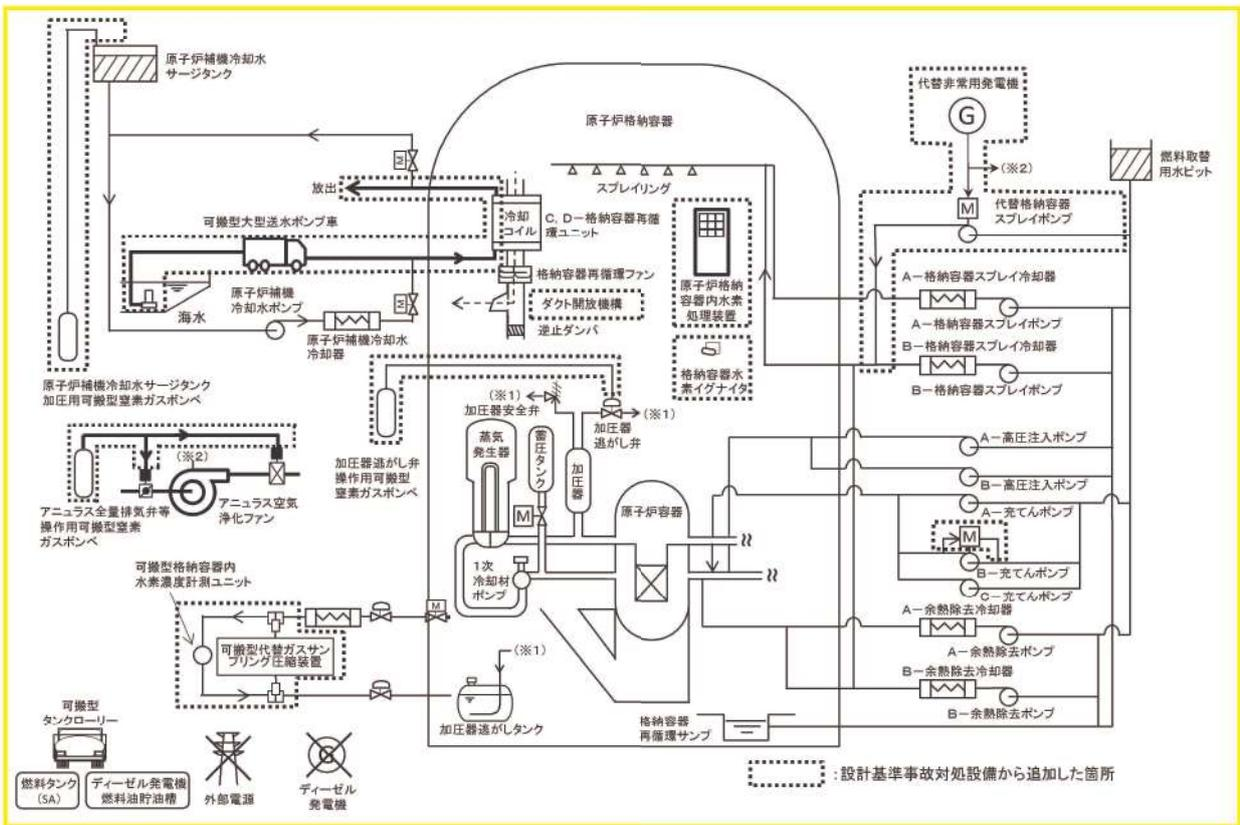 原子炉補機冷却水
サージタンク
M
放出
可搬型大型送水ポンプ車
冷却
コイル
C, D－格納容器再循
環ユニット
格納容器再循環ファン
ダクト開放機構
逆止ダンパ
海水
原子炉補機
冷却水ポンプ
M
原子炉補機冷却水
冷却器
原子炉格納容器
スプレイリング
原子炉格納
容器内水素
処理装置
格納容器水
素イグナイタ
代替非常用発電機
G
(※2)
M
代替格納容器
スプレイポンプ
燃料取替
用水ピット
A－格納容器スプレイ冷却器
A－格納容器スプレイポンプ
B－格納容器スプレイ冷却器
B－格納容器スプレイポンプ
原子炉補機冷却水サージタンク
加圧用可搬型窒素ガスボンベ
(※2)
アニュラス空気
浄化ファン
アニュラス全量排気弁等
操作用可搬型窒素
ガスボンベ
加圧器逃がし弁
操作用可搬型
窒素ガスボンベ
(※1)
加圧器安全弁
(※1)
加圧器
逃がし弁
蒸気
発生器
蓄圧タンク
加圧器
M
原子炉容器
1次
冷却材
ポンプ
A－高圧注入ポンプ
B－高圧注入ポンプ
A－充てんポンプ
M
B－充てんポンプ
C－充てんポンプ
A－余熱除去冷却器
A－余熱除去ポンプ
B－余熱除去冷却器
B－余熱除去ポンプ
可搬型格納容器内
水素濃度計測ユニット
M
可搬型代替ガスサン
プリング圧縮装置
(※1)
加圧器逃がしタンク
格納容器
再循環サンプ
可搬型
タンクローリー
燃料タンク
(SA)
ディーゼル発電機
燃料油貯油槽
外部電源
ディーゼル
発電機
：設計基準事故対処設備から追加した箇所